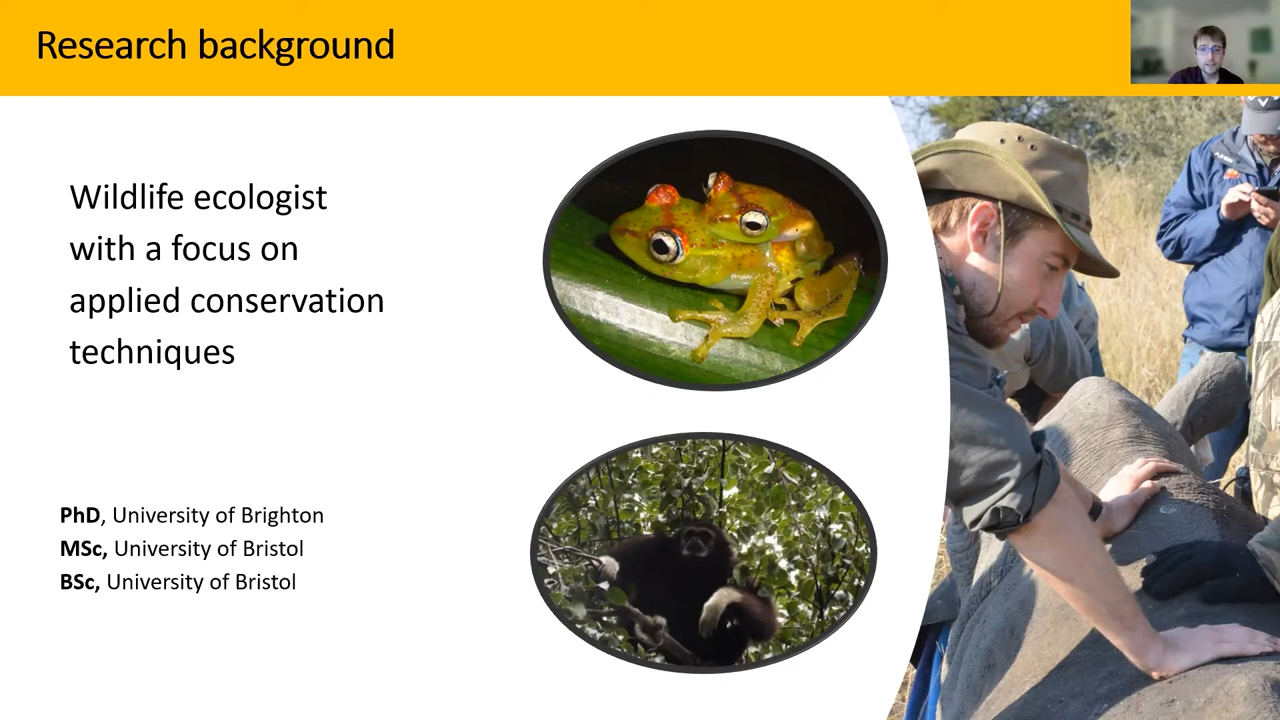 Research background
Wildlife ecologist
with a focus on
applied conservation
techniques
PhD, University of Brighton
MSc, University of Bristol
BSc, University of Bristol